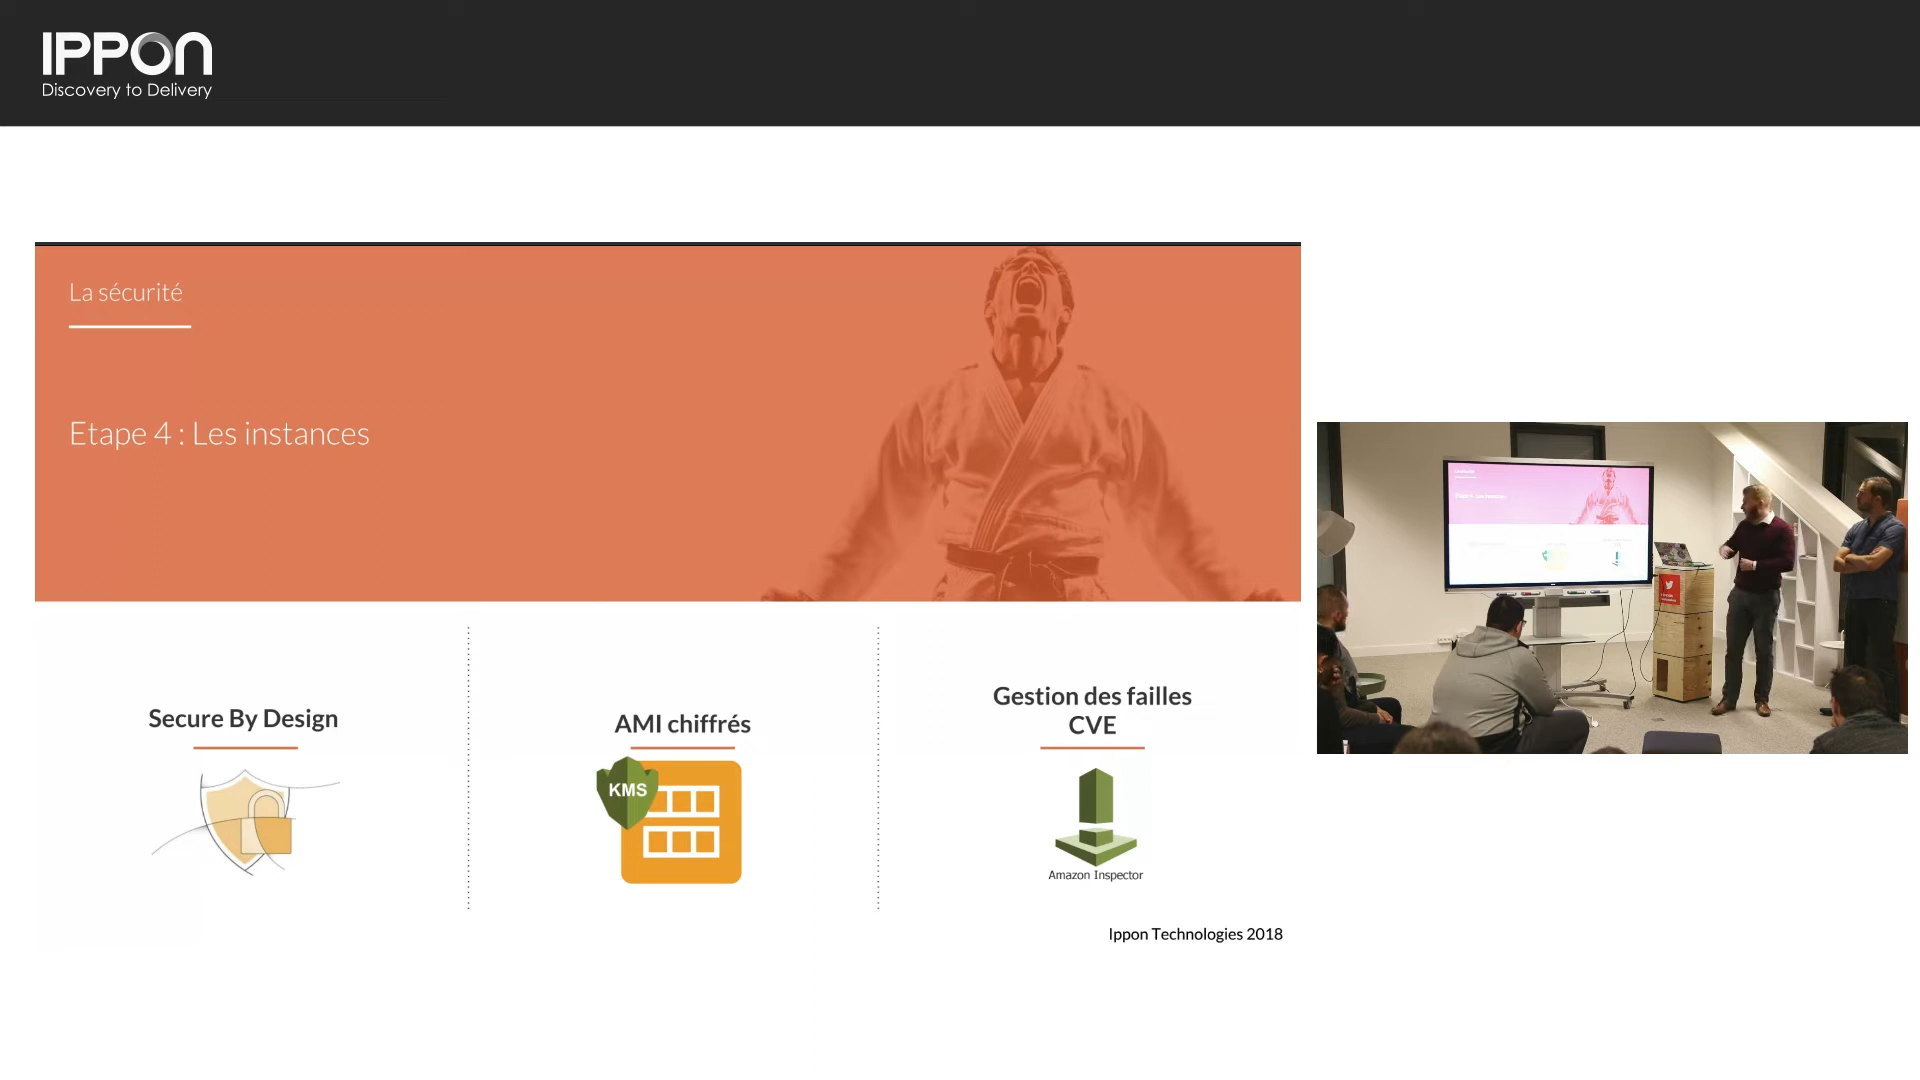 IPPON
Discovery to Delivery
La sécurité
Etape 4 : Les instances
Secure By Design
AMI chiffrés
KMS
Gestion des failles
CVE
Amazon Inspector
Ippon Technologies 2018